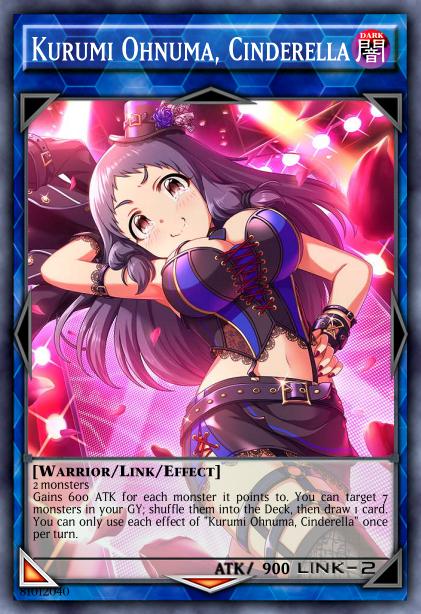 Kurumi Ohnuma, Cinderella
DARK
闇
[Warrior/Link/Effect]
2 monsters
Gains 600 ATK for each monster it points to. You can target 7
monsters in your GY; shuffle them into the Deck, then draw 1 card.
You can only use each effect of "Kurumi Ohnuma, Cinderella" once
per turn.
ATK/ 900 LINK-2
81012040